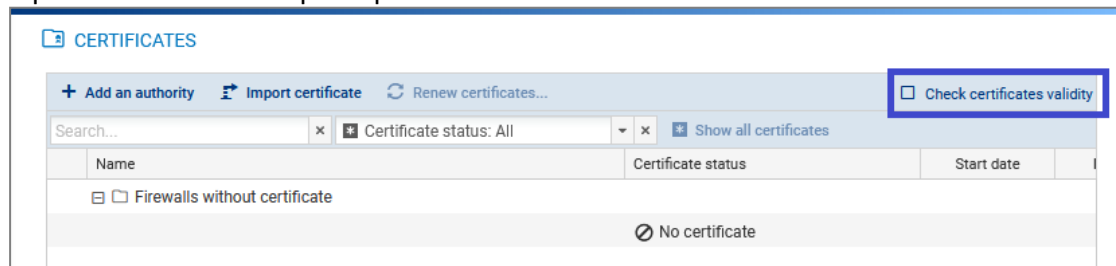 CERTIFICATES
Add an authority Import certificate Renew certificates... Check certificates validity
Search... Certificate status: All Show all certificates
Name Certificate status Start date
Firewalls without certificate
No certificate